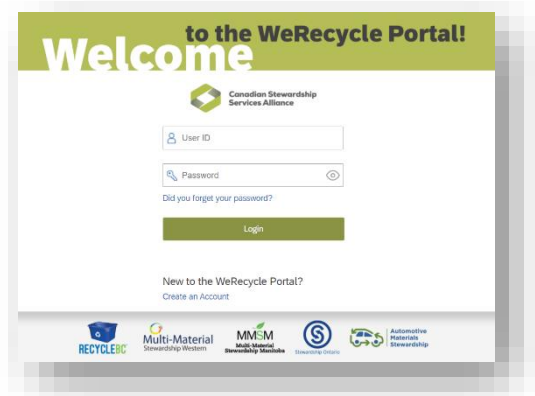 Welcome to the WeRecycle Portal!
Canadian Stewardship
Services Alliance
User ID
Password
Did you forget your password?
Login
New to the WeRecycle Portal?
Create an Account
RECYCLEBC
Multi-Material
Stewardship Western
MMSM
Multi-Material
Stewardship Manitoba
Stewardship Ontario
Automotive
Materials
Stewardship